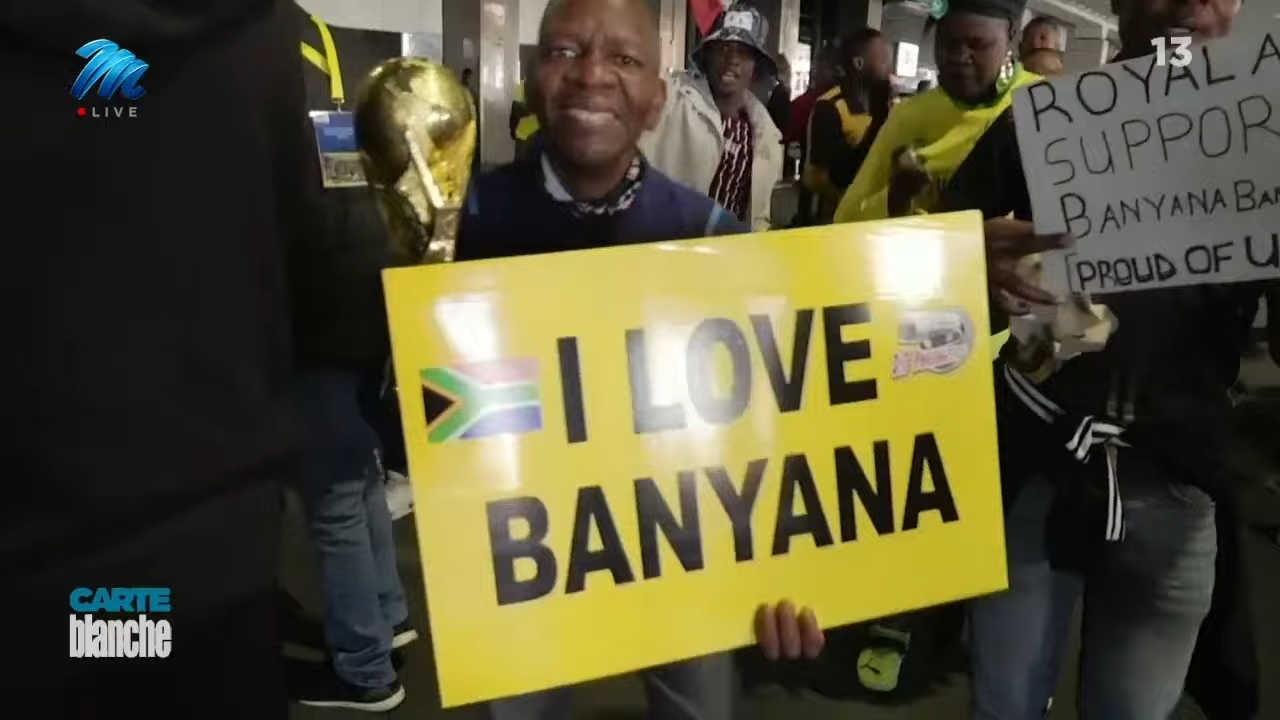 LIVE
13
I LOVE
BANYANA
ROYAL A
SUPPOR
BANYANA BA
PROUD OF U
CARTE
blanche